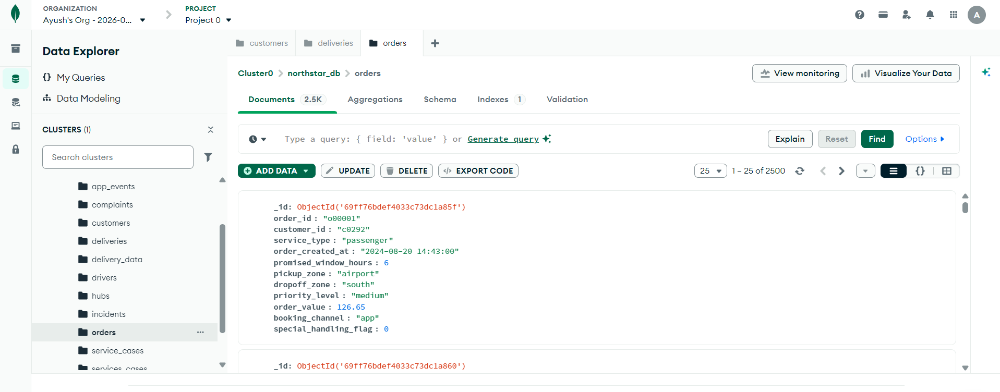 ORGANIZATION
Ayush's Org - 2026-0...
PROJECT
Project 0
A
Data Explorer
My Queries
Data Modeling
CLUSTERS (1)
Search clusters
app_events
complaints
customers
deliveries
delivery_data
drivers
hubs
incidents
orders
service_cases
services_cases
customers
deliveries
orders
Cluster0 > northstar_db > orders
View monitoring
Visualize Your Data
Documents 2.5K
Aggregations
Schema
Indexes 1
Validation
Type a query: { field: 'value' } or Generate query
Explain
Reset
Find
Options
ADD DATA
UPDATE
DELETE
EXPORT CODE
25
1 – 25 of 2500
_id: ObjectId('69ff76bdef4033c73dc1a85f')
order_id : "o00001"
customer_id : "c0292"
service_type : "passenger"
order_created_at : "2024-08-20 14:43:00"
promised_window_hours : 6
pickup_zone : "airport"
dropoff_zone : "south"
priority_level : "medium"
order_value : 126.65
booking_channel : "app"
special_handling_flag : 0
_id: ObjectId('69ff76bdef4033c73dc1a860')